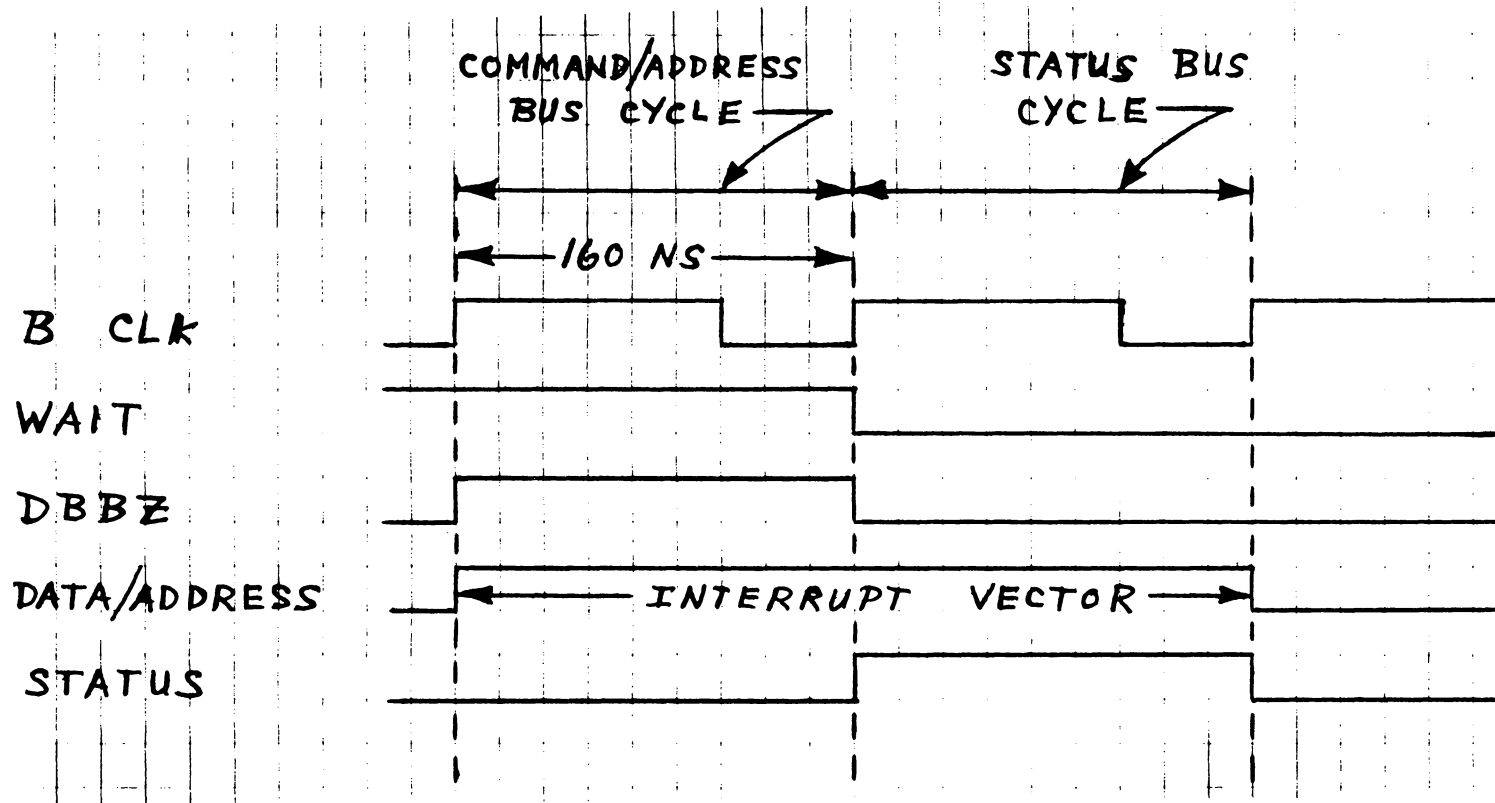 COMMAND/ADDRESS
BUS CYCLE
STATUS BUS
CYCLE
160 NS
B CLK
WAIT
DBBZ
DATA/ADDRESS
INTERRUPT VECTOR
STATUS